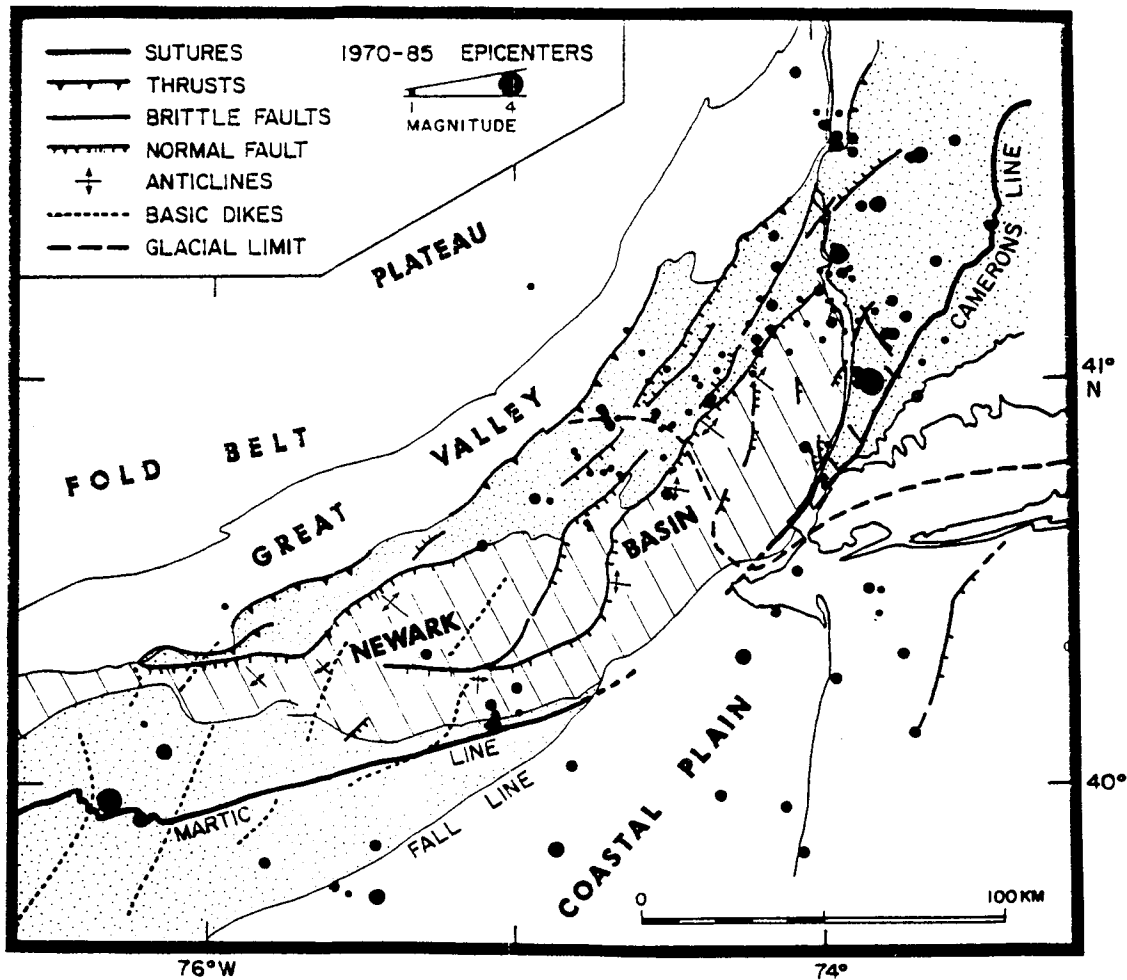 SUTURES
THRUSTS
BRITTLE FAULTS
NORMAL FAULT
ANTICLINES
BASIC DIKES
GLACIAL LIMIT
1970-85 EPICENTERS
1 4
MAGNITUDE
PLATEAU
FOLD BELT
GREAT VALLEY
NEWARK BASIN
CAMERONS LINE
MARTIC LINE
FALL LINE
COASTAL PLAIN
0 100 KM
41°
N
40°
76°W
74°